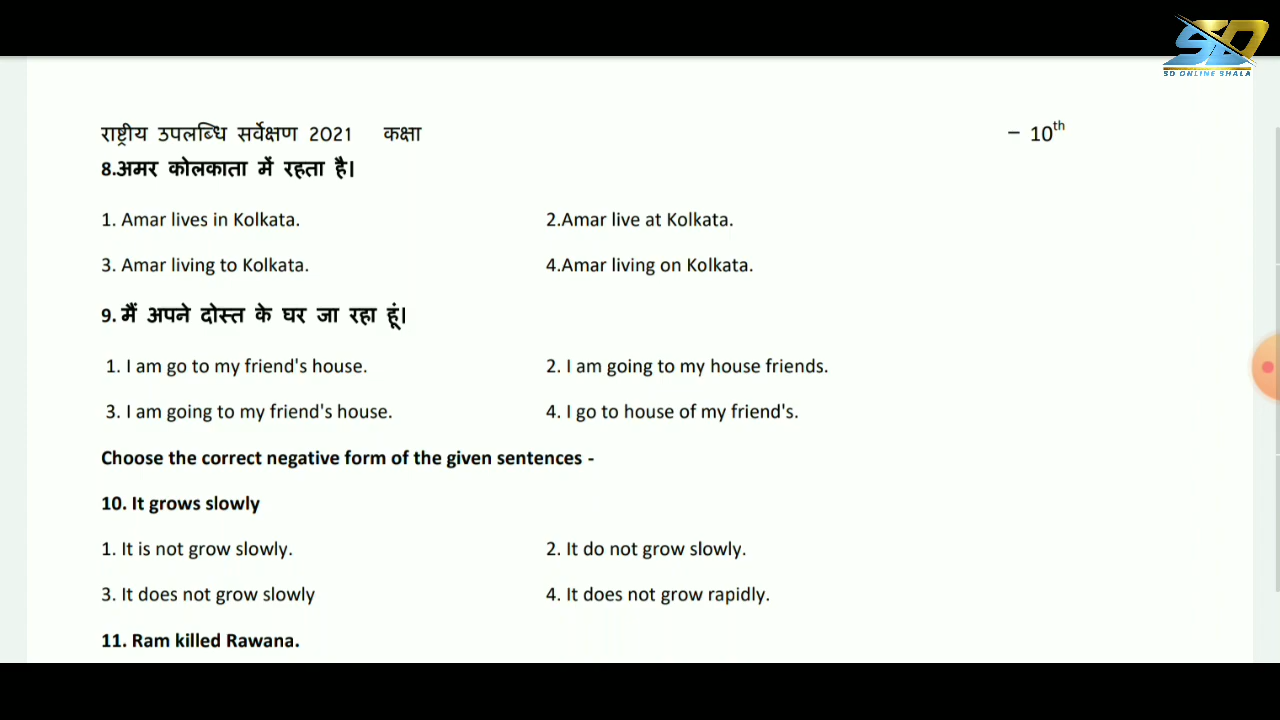 SD ONLINE SHALA
राष्ट्रीय उपलब्धि सर्वेक्षण 2021 कक्षा – 10th
8.अमर कोलकाता में रहता है।
1. Amar lives in Kolkata. 2.Amar live at Kolkata.
3. Amar living to Kolkata. 4.Amar living on Kolkata.
9. मैं अपने दोस्त के घर जा रहा हूं।
1. I am go to my friend's house. 2. I am going to my house friends.
3. I am going to my friend's house. 4. I go to house of my friend's.
Choose the correct negative form of the given sentences -
10. It grows slowly
1. It is not grow slowly. 2. It do not grow slowly.
3. It does not grow slowly 4. It does not grow rapidly.
11. Ram killed Rawana.